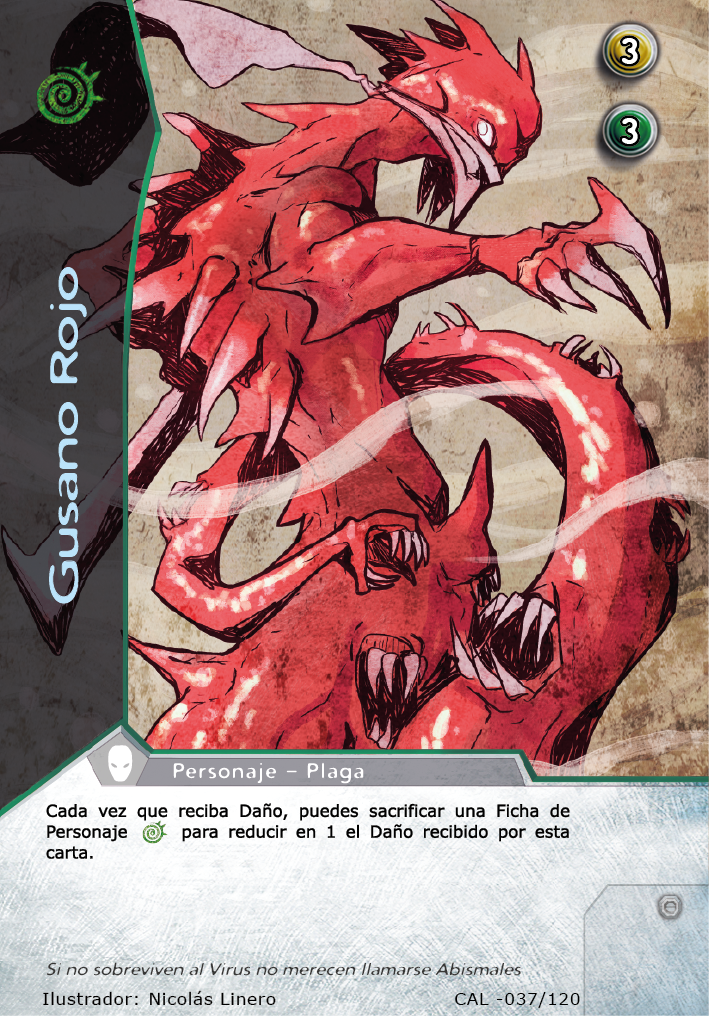 3
3
Gusano Rojo
Personaje – Plaga
Cada vez que reciba Daño, puedes sacrificar una Ficha de
Personaje para reducir en 1 el Daño recibido por esta
carta.
Si no sobreviven al Virus no merecen llamarse Abismales
Ilustrador: Nicolás Linero
CAL -037/120